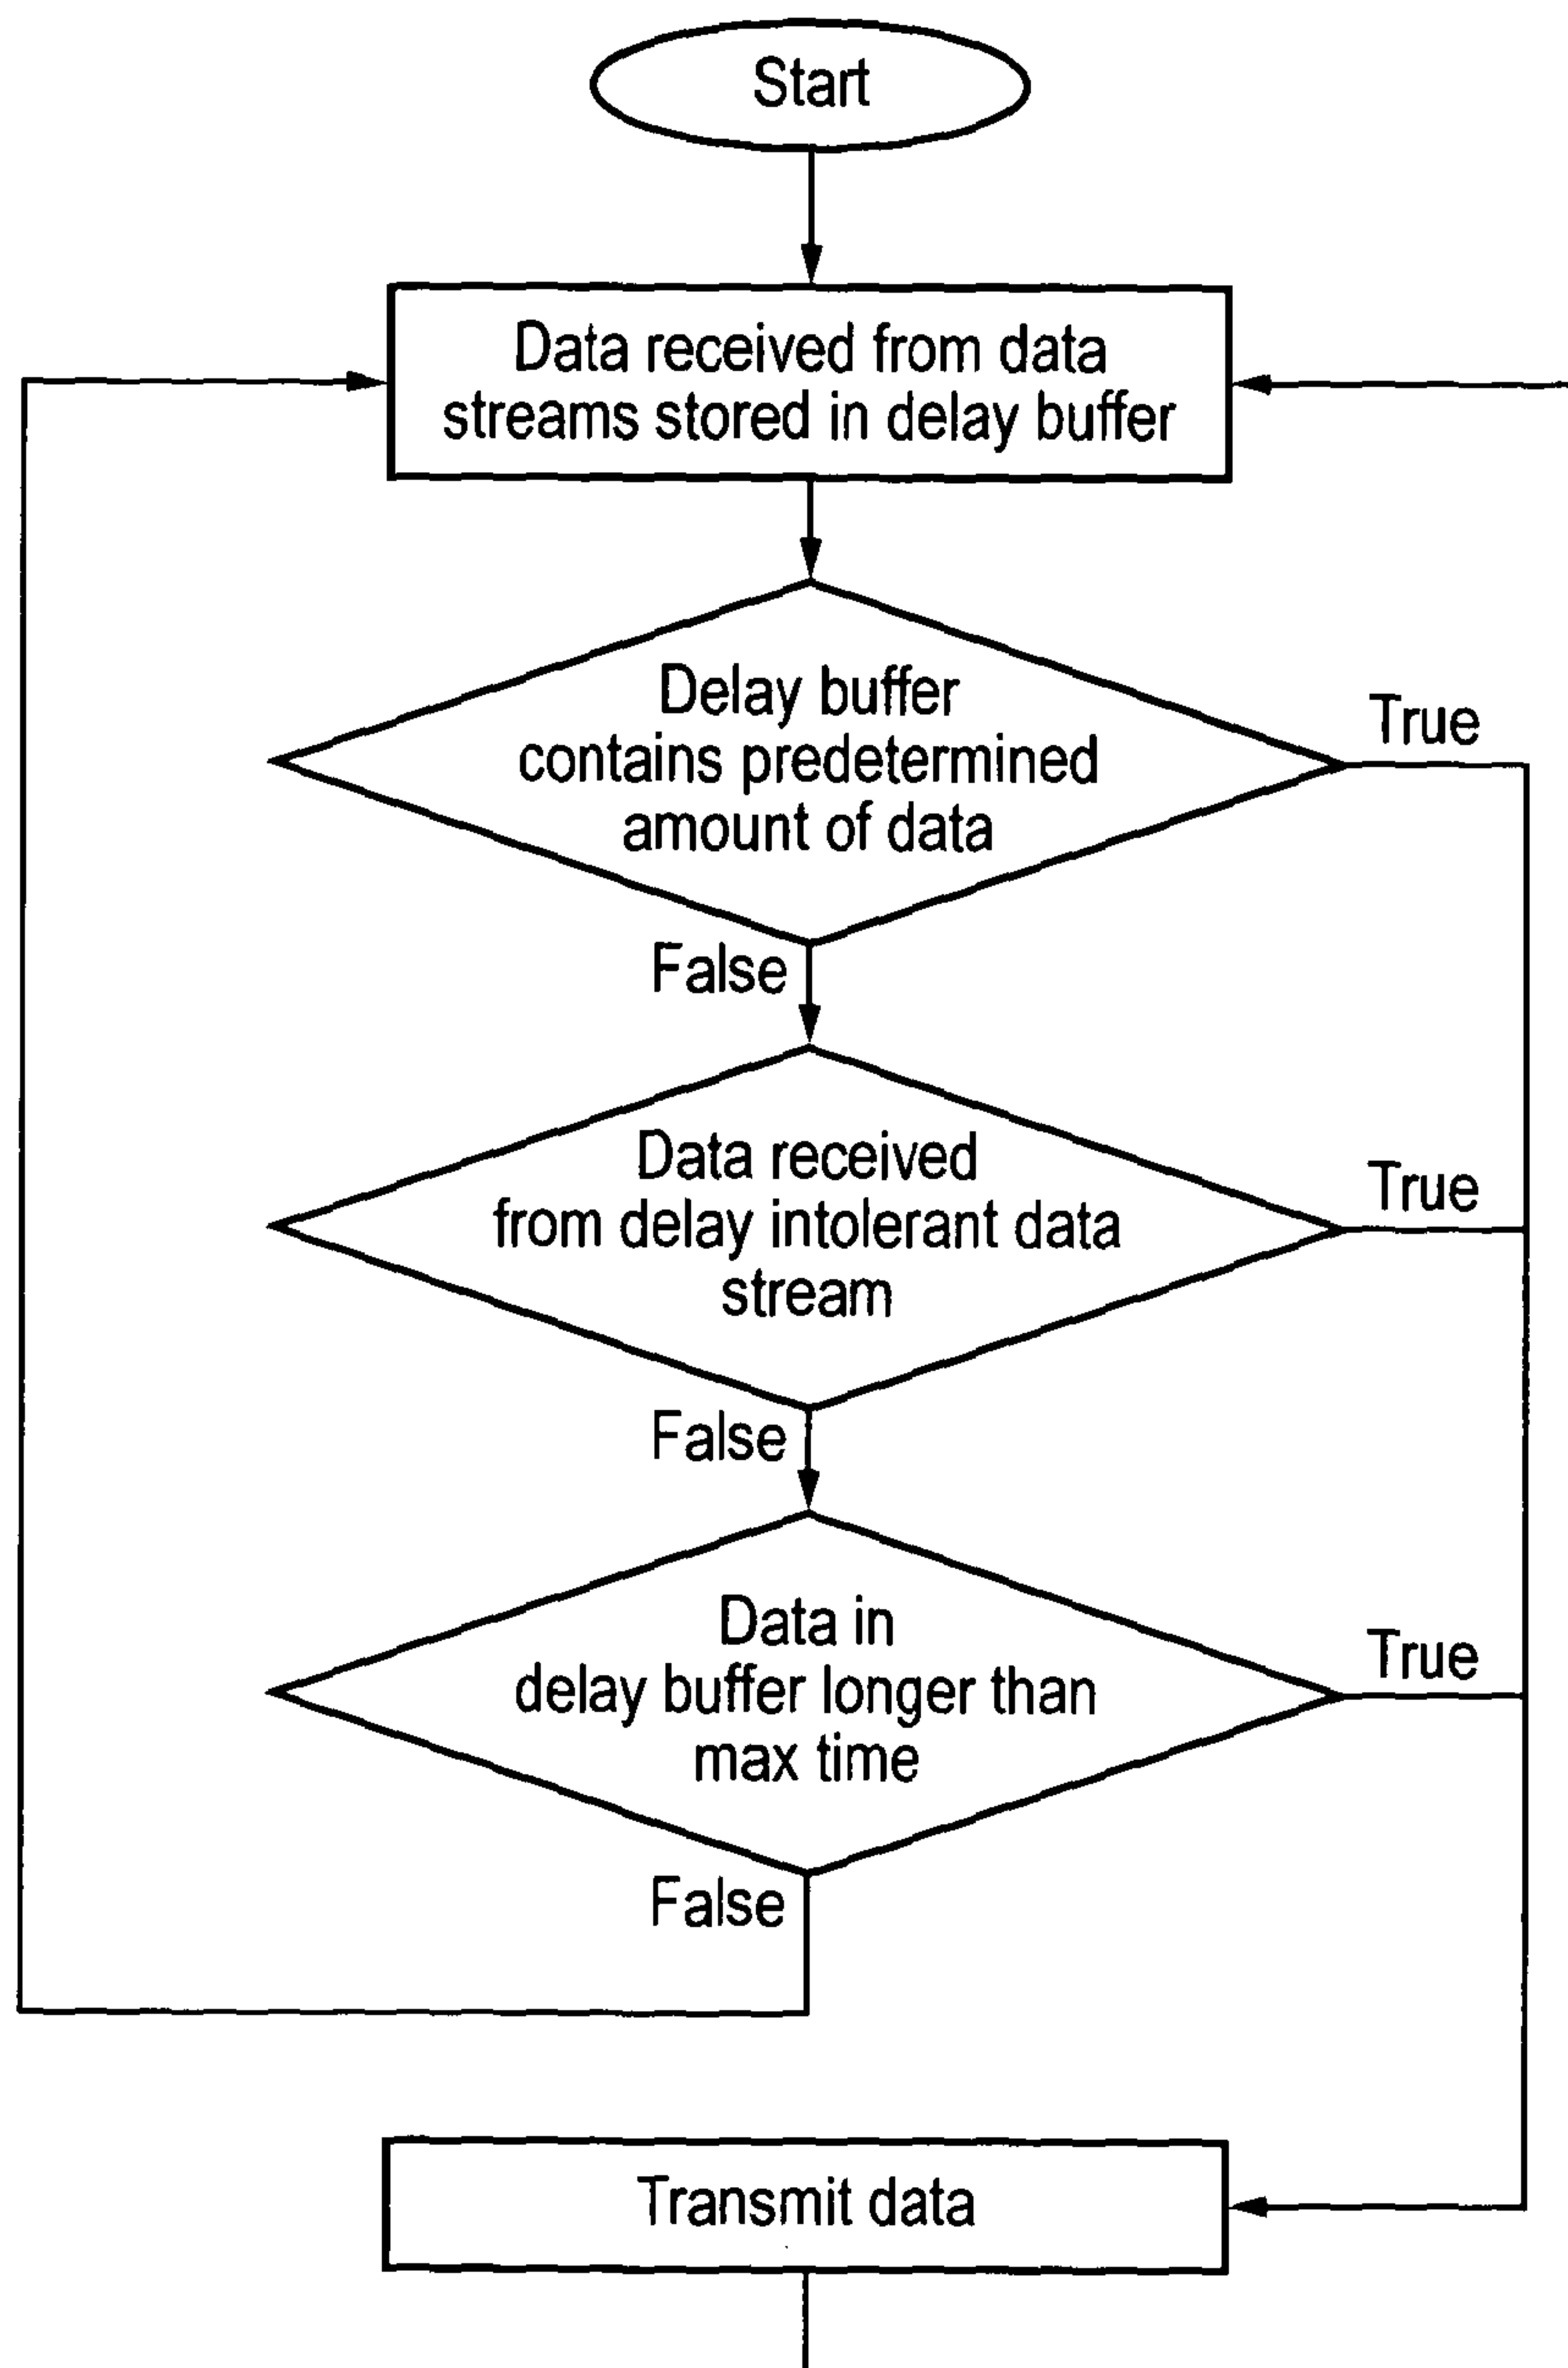 Start
Data received from data
streams stored in delay buffer
Delay buffer
contains predetermined
amount of data
True
False
Data received
from delay intolerant data
stream
True
False
Data in
delay buffer longer than
max time
True
False
Transmit data